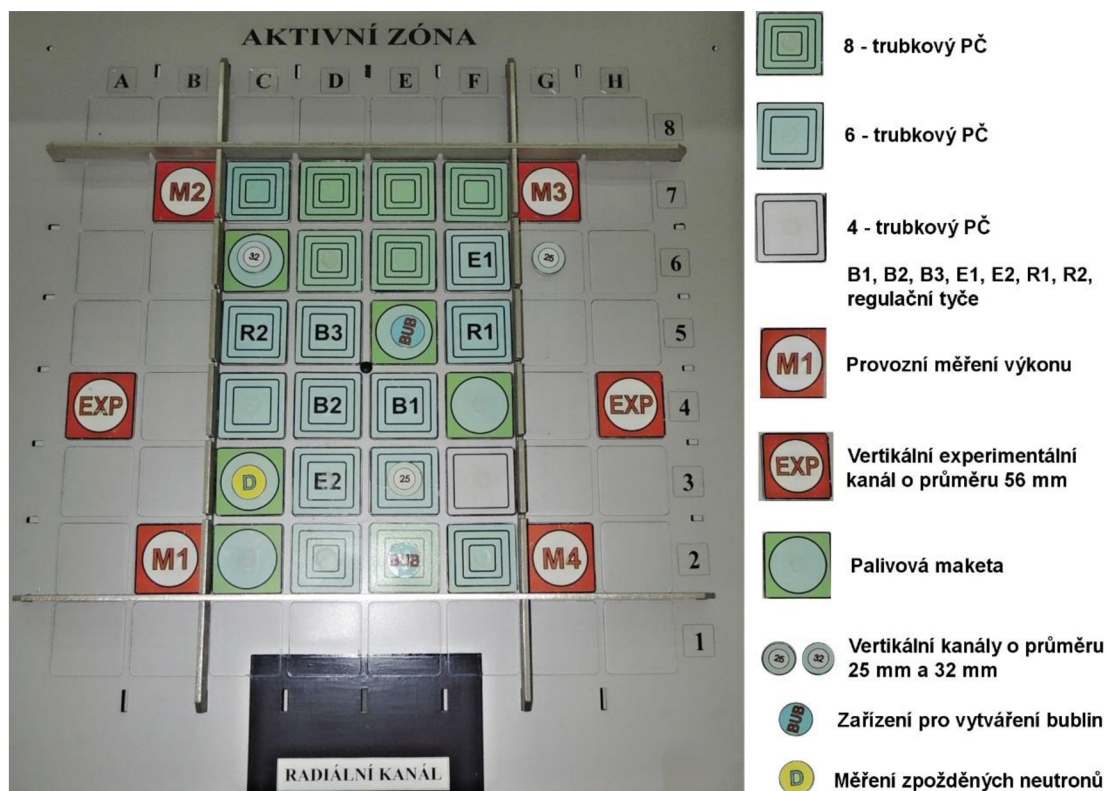 AKTIVNÍ ZÓNA
A B C D E F G H
8
M2 M3 7
32 E1 25 6
R2 B3 BUB R1 5
EXP B2 B1 EXP 4
D E2 25 3
M1 BUB M4 2
1
RADIÁLNÍ KANÁL
8 - trubkový PČ
6 - trubkový PČ
4 - trubkový PČ
B1, B2, B3, E1, E2, R1, R2,
regulační tyče
M1
Provozní měření výkonu
EXP
Vertikální experimentální
kanál o průměru 56 mm
Palivová maketa
25 32
Vertikální kanály o průměru
25 mm a 32 mm
BUB
Zařízení pro vytváření bublin
D
Měření zpožděných neutronů